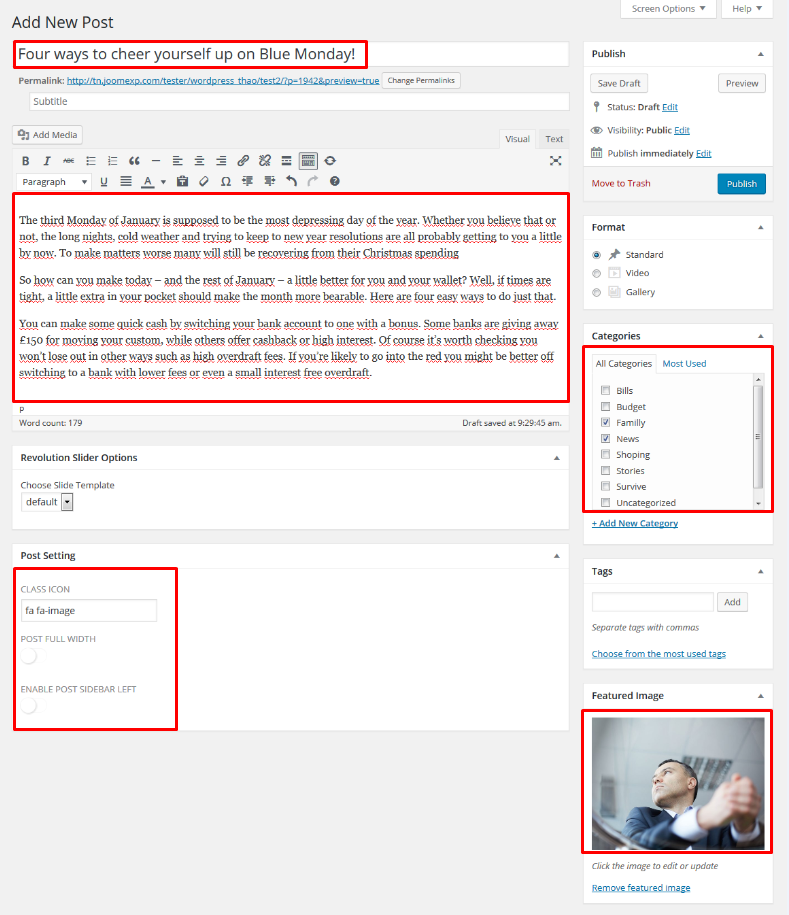 Screen Options
Help
Add New Post
Four ways to cheer yourself up on Blue Monday!
Permalink: http://tn.joomexp.com/tester/wordpress_thao/test2/?p=1942&preview=true Change Permalinks
Subtitle
Add Media
Visual
Text
B I ABC
Paragraph U A Ω
The third Monday of January is supposed to be the most depressing day of the year. Whether you believe that or
not, the long nights, cold weather and trying to keep to new year resolutions are all probably getting to you a little
by now. To make matters worse many will still be recovering from their Christmas spending
So how can you make today – and the rest of January – a little better for you and your wallet? Well, if times are
tight, a little extra in your pocket should make the month more bearable. Here are four easy ways to do just that.
You can make some quick cash by switching your bank account to one with a bonus. Some banks are giving away
£150 for moving your custom, while others offer cashback or high interest. Of course it's worth checking you
won't lose out in other ways such as high overdraft fees. If you're likely to go into the red you might be better off
switching to a bank with lower fees or even a small interest free overdraft.
P
Word count: 179
Draft saved at 9:29:45 am.
Revolution Slider Options
Choose Slide Template
default
Post Setting
CLASS ICON
fa fa-image
POST FULL WIDTH
ENABLE POST SIDEBAR LEFT
Publish
Save Draft
Preview
Status: Draft Edit
Visibility: Public Edit
Publish immediately Edit
Move to Trash
Publish
Format
Standard
Video
Gallery
Categories
All Categories
Most Used
Bills
Budget
Familly
News
Shoping
Stories
Survive
Uncategorized
+ Add New Category
Tags
Add
Separate tags with commas
Choose from the most used tags
Featured Image
Click the image to edit or update
Remove featured image